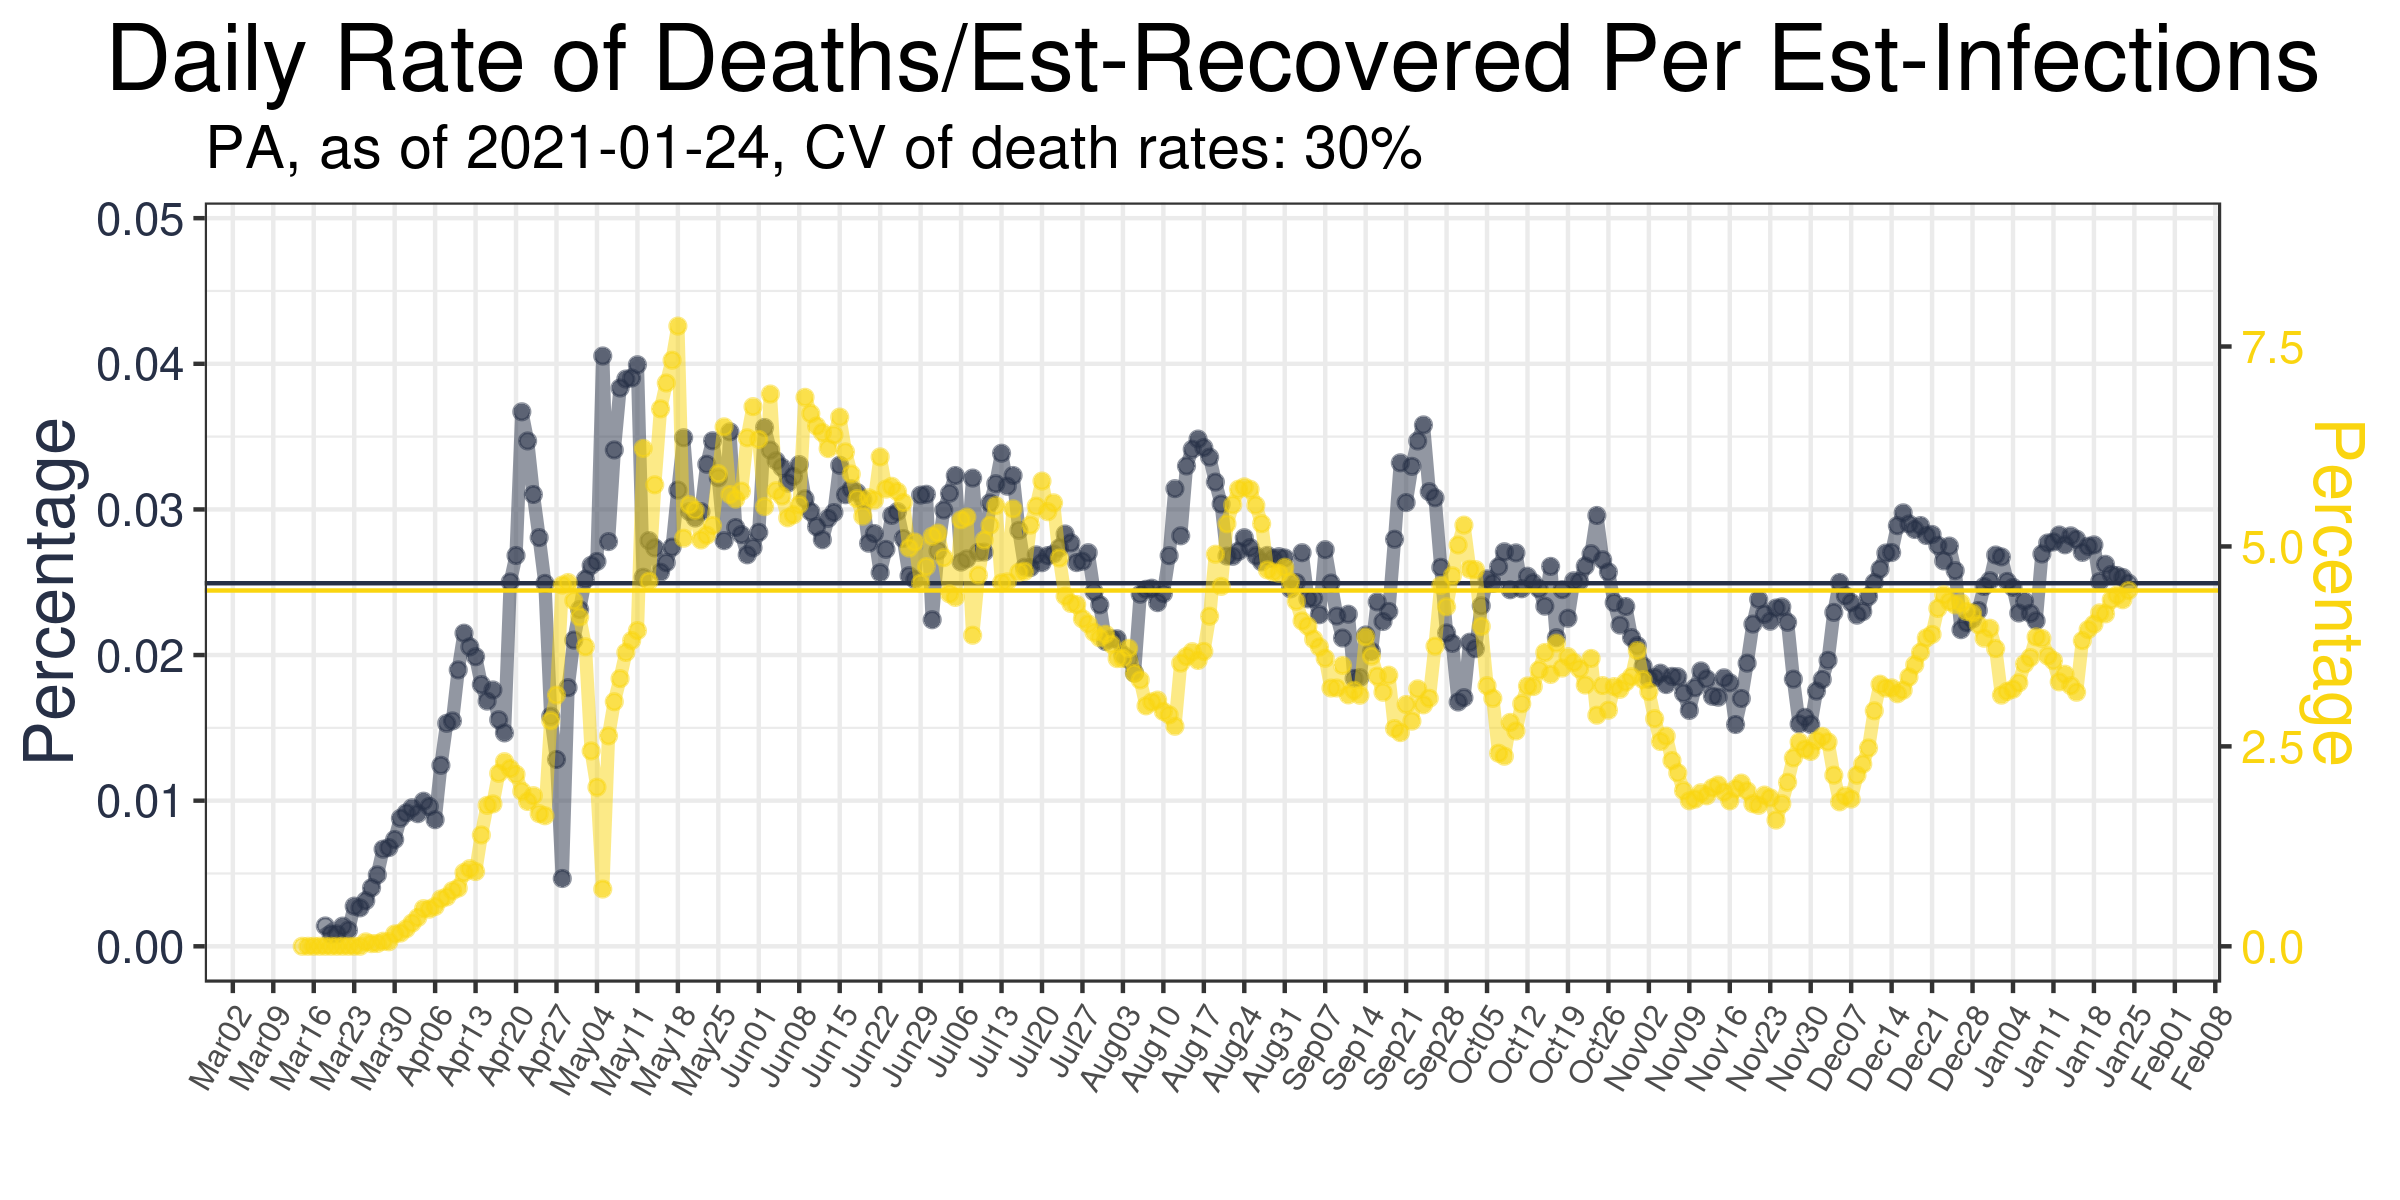 Daily Rate of Deaths/Est-Recovered Per Est-Infections
PA, as of 2021-01-24, CV of death rates: 30%
Percentage
0.05
0.04
0.03
0.02
0.01
0.00
7.5
5.0
2.5
0.0
Percentage
Mar02 Mar09 Mar16 Mar23 Mar30 Apr06 Apr13 Apr20 Apr27 May04 May11 May18 May25 Jun01 Jun08 Jun15 Jun22 Jun29 Jul06 Jul13 Jul20 Jul27 Aug03 Aug10 Aug17 Aug24 Aug31 Sep07 Sep14 Sep21 Sep28 Oct05 Oct12 Oct19 Oct26 Nov02 Nov09 Nov16 Nov23 Nov30 Dec07 Dec14 Dec21 Dec28 Jan04 Jan11 Jan18 Jan25 Feb01 Feb08